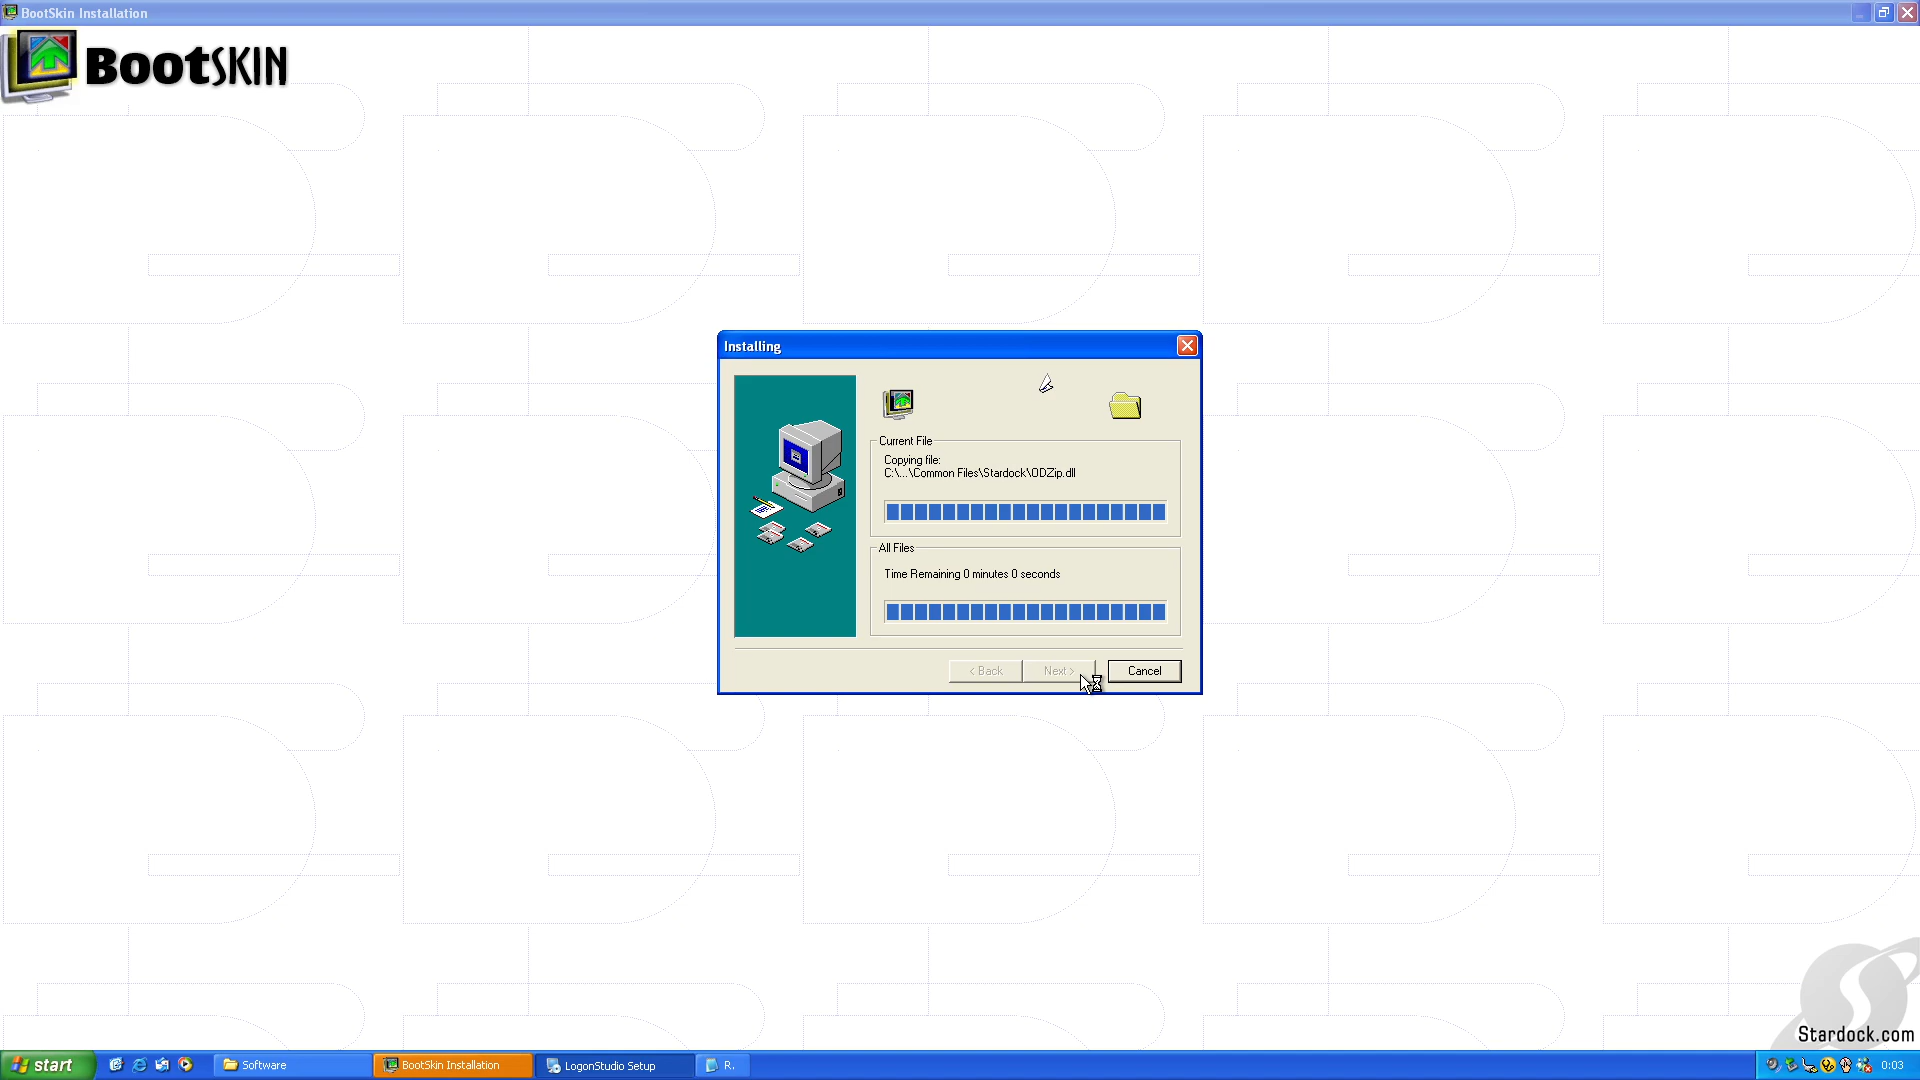 BootSkin Installation
BootSKIN
Installing
Current File
Copying file:
C:\...\Common Files\Stardock\ODZip.dll
All Files
Time Remaining 0 minutes 0 seconds
< Back
Next >
Cancel
Stardock.com
start
Software
BootSkin Installation
LogonStudio Setup
R.
0:03